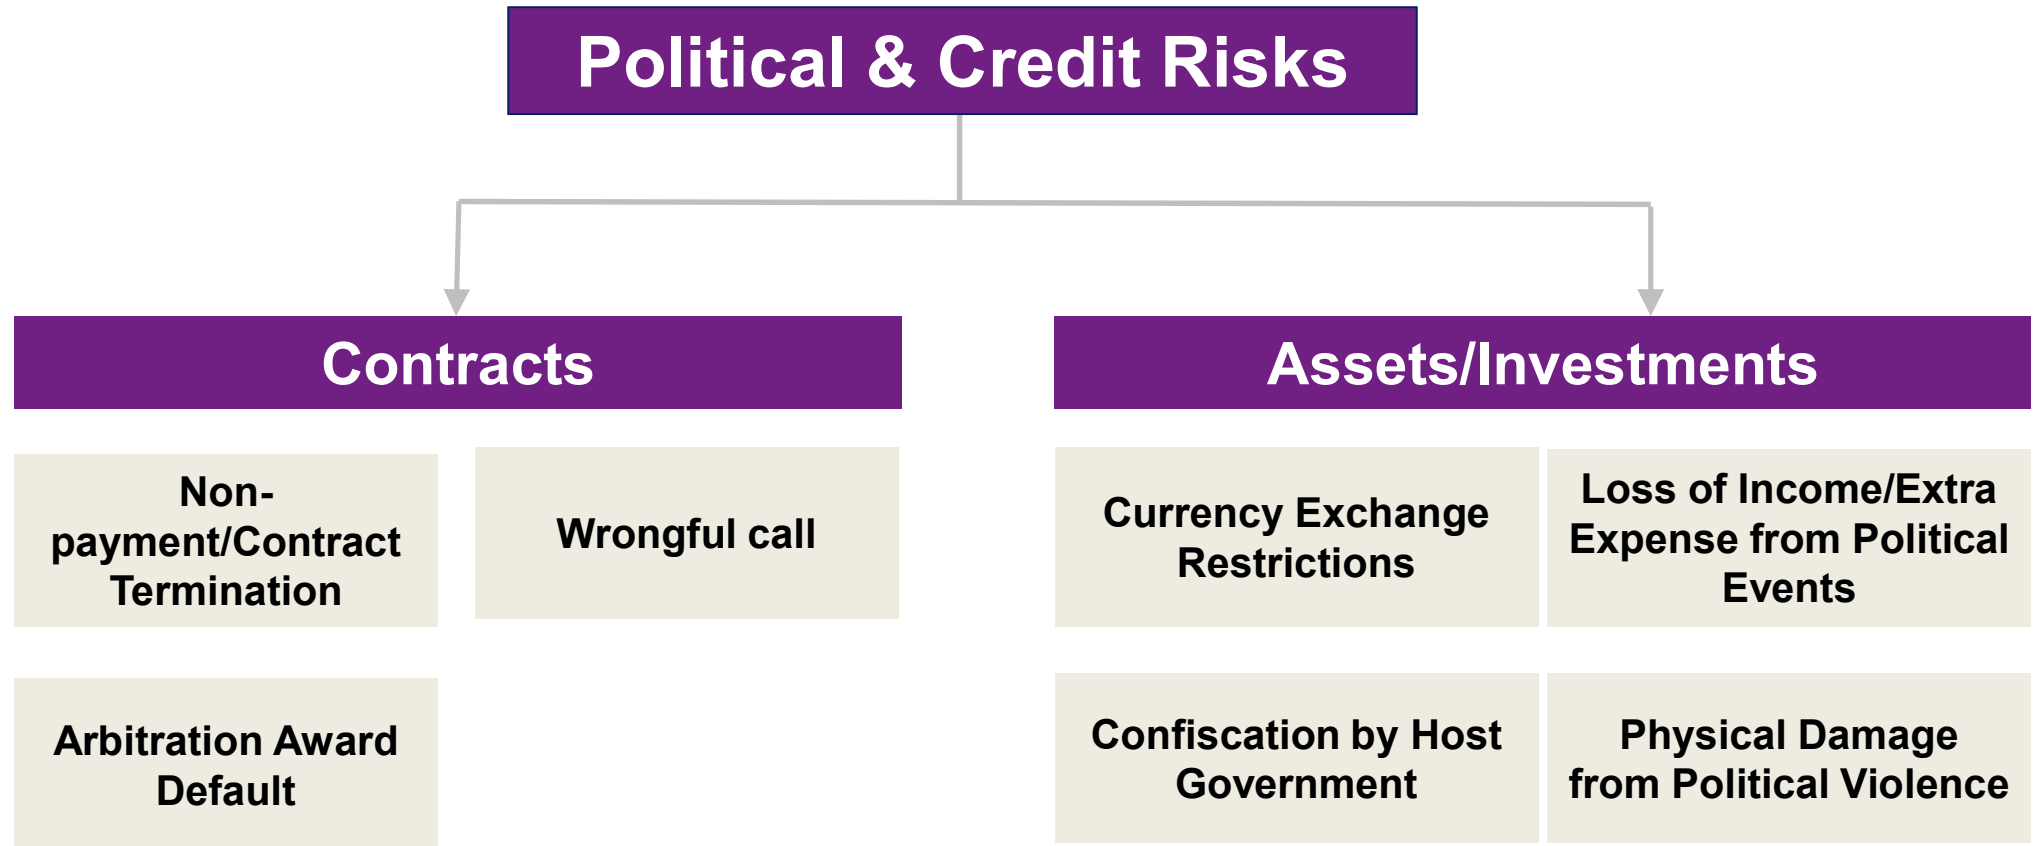 Political & Credit Risks
Contracts
Assets/Investments
Non-
payment/Contract
Termination
Wrongful call
Currency Exchange
Restrictions
Loss of Income/Extra
Expense from Political
Events
Arbitration Award
Default
Confiscation by Host
Government
Physical Damage
from Political Violence